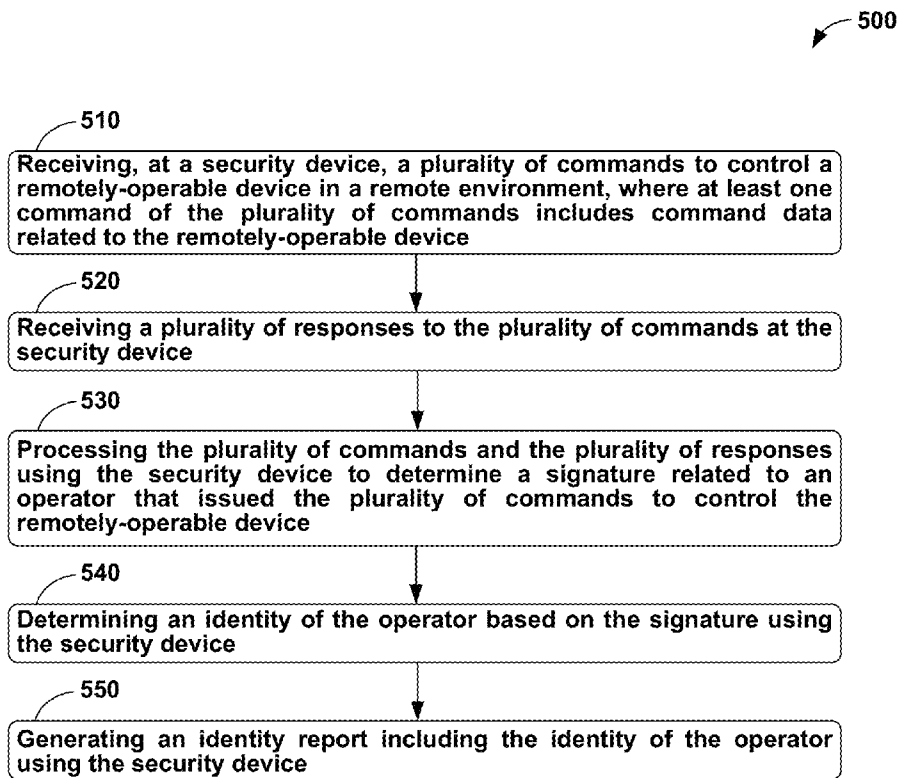 500
510
Receiving, at a security device, a plurality of commands to control a
remotely-operable device in a remote environment, where at least one
command of the plurality of commands includes command data
related to the remotely-operable device
520
Receiving a plurality of responses to the plurality of commands at the
security device
530
Processing the plurality of commands and the plurality of responses
using the security device to determine a signature related to an
operator that issued the plurality of commands to control the
remotely-operable device
540
Determining an identity of the operator based on the signature using
the security device
550
Generating an identity report including the identity of the operator
using the security device